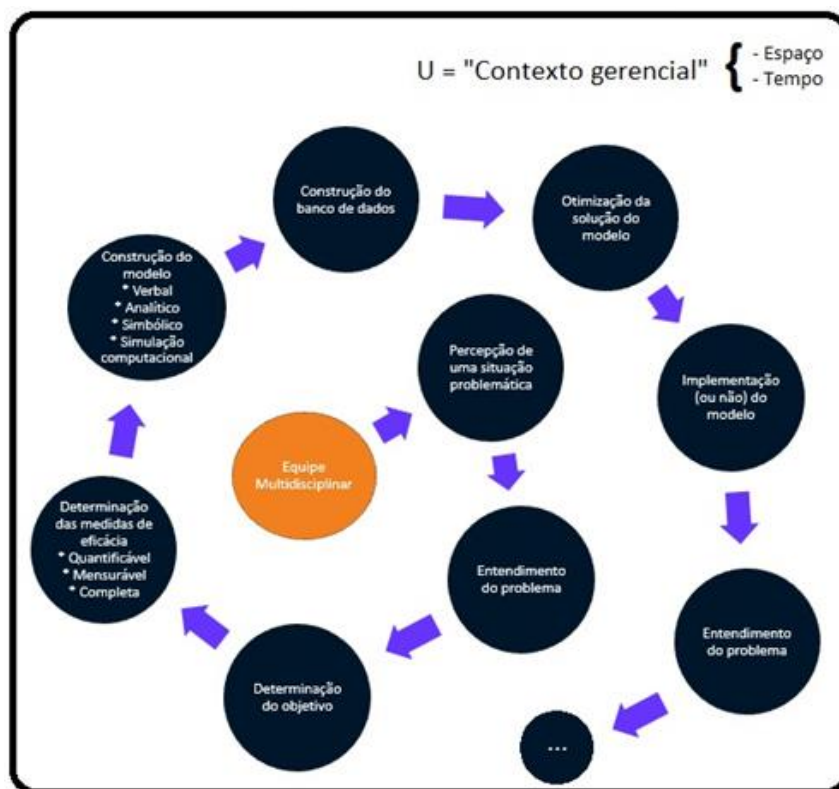 U = "Contexto gerencial" { - Espaço
- Tempo
Equipe
Multidisciplinar
Percepção de
uma situação
problemática
Entendimento
do problema
Determinação
do objetivo
Determinação
das medidas de
eficácia
* Quantificável
* Mensurável
* Completa
Construção do
modelo
* Verbal
* Analítico
* Simbólico
* Simulação
computacional
Construção do
banco de dados
Otimização da
solução do
modelo
Implementação
(ou não) do
modelo
Entendimento
do problema
...